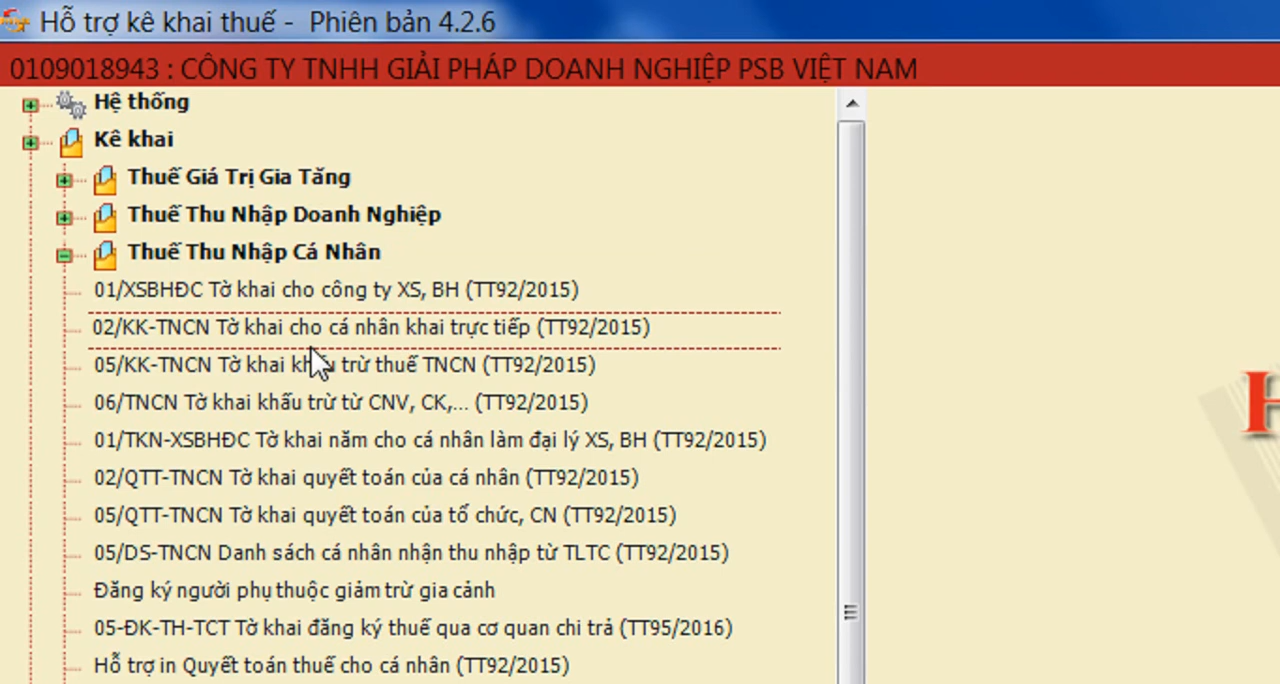 Hỗ trợ kê khai thuế - Phiên bản 4.2.6
0109018943 : CÔNG TY TNHH GIẢI PHÁP DOANH NGHIỆP PSB VIỆT NAM
Hệ thống
Kê khai
Thuế Giá Trị Gia Tăng
Thuế Thu Nhập Doanh Nghiệp
Thuế Thu Nhập Cá Nhân
01/XSBHĐC Tờ khai cho công ty XS, BH (TT92/2015)
02/KK-TNCN Tờ khai cho cá nhân khai trực tiếp (TT92/2015)
05/KK-TNCN Tờ khai khấu trừ thuế TNCN (TT92/2015)
06/TNCN Tờ khai khấu trừ từ CNV, CK,... (TT92/2015)
01/TKN-XSBHĐC Tờ khai năm cho cá nhân làm đại lý XS, BH (TT92/2015)
02/QTT-TNCN Tờ khai quyết toán của cá nhân (TT92/2015)
05/QTT-TNCN Tờ khai quyết toán của tổ chức, CN (TT92/2015)
05/DS-TNCN Danh sách cá nhân nhận thu nhập từ TLTC (TT92/2015)
Đăng ký người phụ thuộc giảm trừ gia cảnh
05-ĐK-TH-TCT Tờ khai đăng ký thuế qua cơ quan chi trả (TT95/2016)
Hỗ trợ in Quyết toán thuế cho cá nhân (TT92/2015)
H